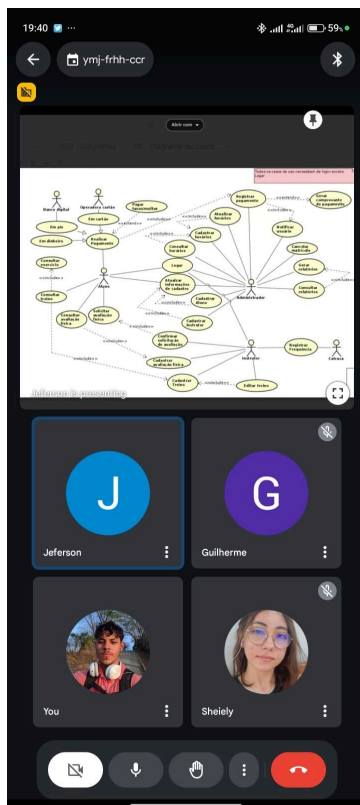 19:40
4G
59%
ymj-frhh-ccr
Abrir com
Todos os casos de uso necessitam de login exceto
Logar
Banco digital
Operadora cartão
Pagar
taxas/multas
Em cartão
Em pix
Em dinheiro
Realizar
Pagamento
Registrar
pagamento
Gerar
comprovante
de pagamento
Atualizar
horários
Cadastrar
horários
Notificar
usuário
Consultar
horários
Cancelar
matrícula
Consultar
exercício
Logar
Gerar
relatórios
Aluno
Atualizar
informações
de cadastro
Consultar
relatórios
Consultar
treino
Cadastrar
aluno
Administrador
Consultar
avaliação
física
Solicitar
avaliação
física
Cadastrar
instrutor
Confirmar
solicitação
de avaliação
Instrutor
Registrar
Frequência
Catraca
Cadastrar
avaliação física
Cadastrar
Treino
Editar treino
Jeferson is presenting
J
Jeferson
G
Guilherme
You
Sheiely